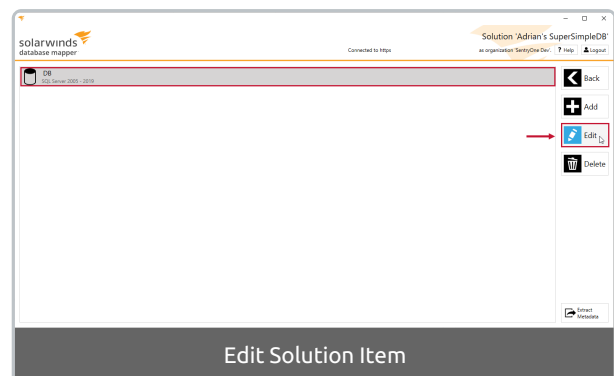 Solution 'Adrian's SuperSimpleDB'
solarwinds
database mapper
Connected to https
as organization 'SentryOne Dev'.
? Help
Logout
DB
SQL Server 2005 - 2019
Back
Add
Edit
Delete
Extract
Metadata
Edit Solution Item